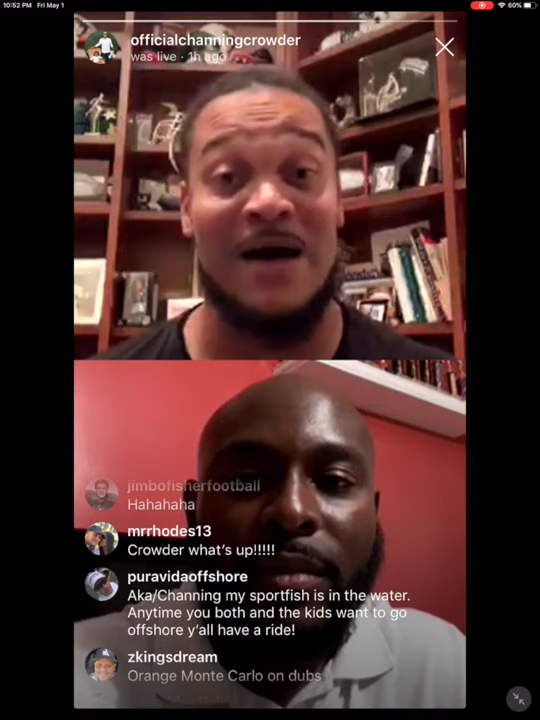 10:52 PM Fri May 1
60%
officialchanningcrowder
was live · 1h ago
jimbofisherfootball
Hahahaha
mrrhodes13
Crowder what's up!!!!!
puravidaoffshore
Aka/Channing my sportfish is in the water.
Anytime you both and the kids want to go
offshore y'all have a ride!
zkingsdream
Orange Monte Carlo on dubs